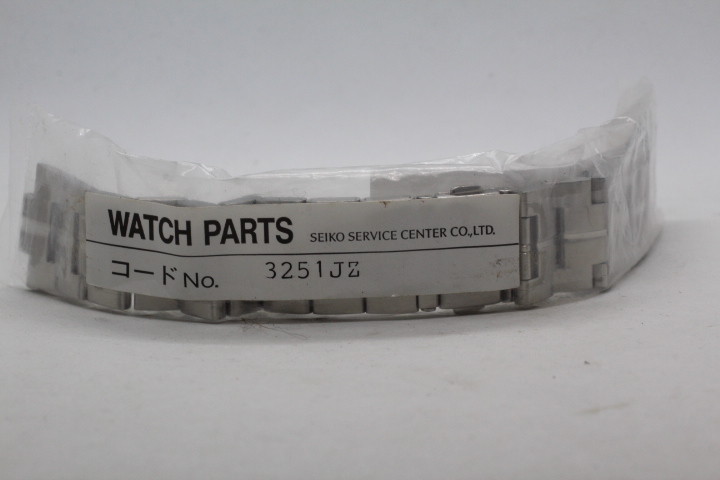 WATCH PARTS SEIKO SERVICE CENTER CO.,LTD.
コードNo. 3251JZ